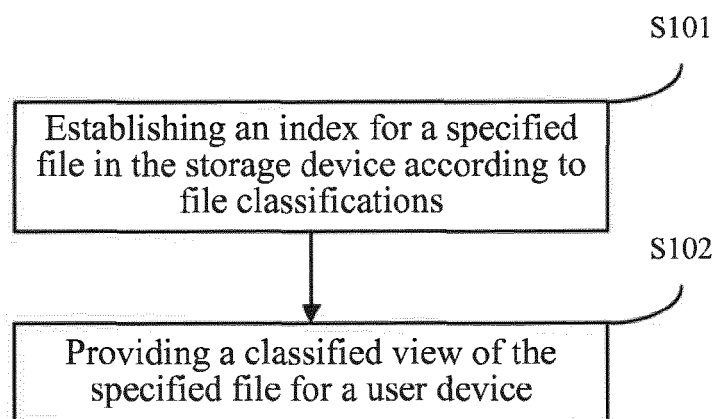 S101
Establishing an index for a specified
file in the storage device according to
file classifications
S102
Providing a classified view of the
specified file for a user device